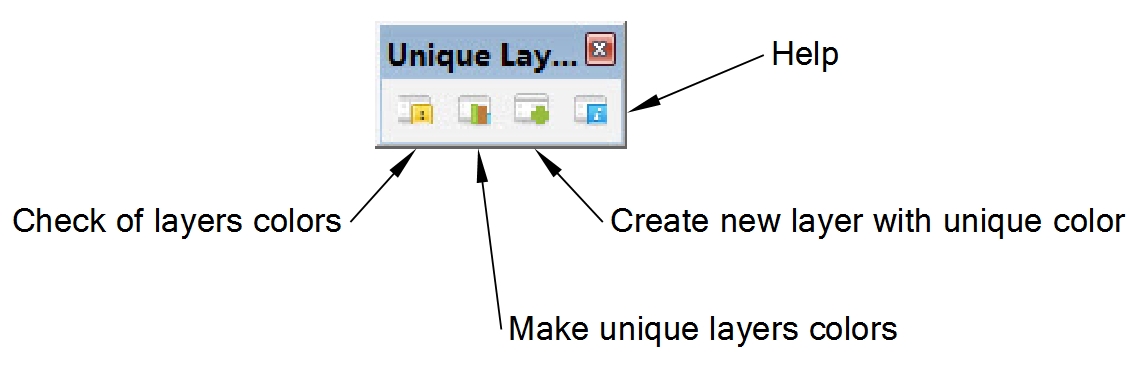 Unique Lay...
Help
Check of layers colors
Create new layer with unique color
Make unique layers colors